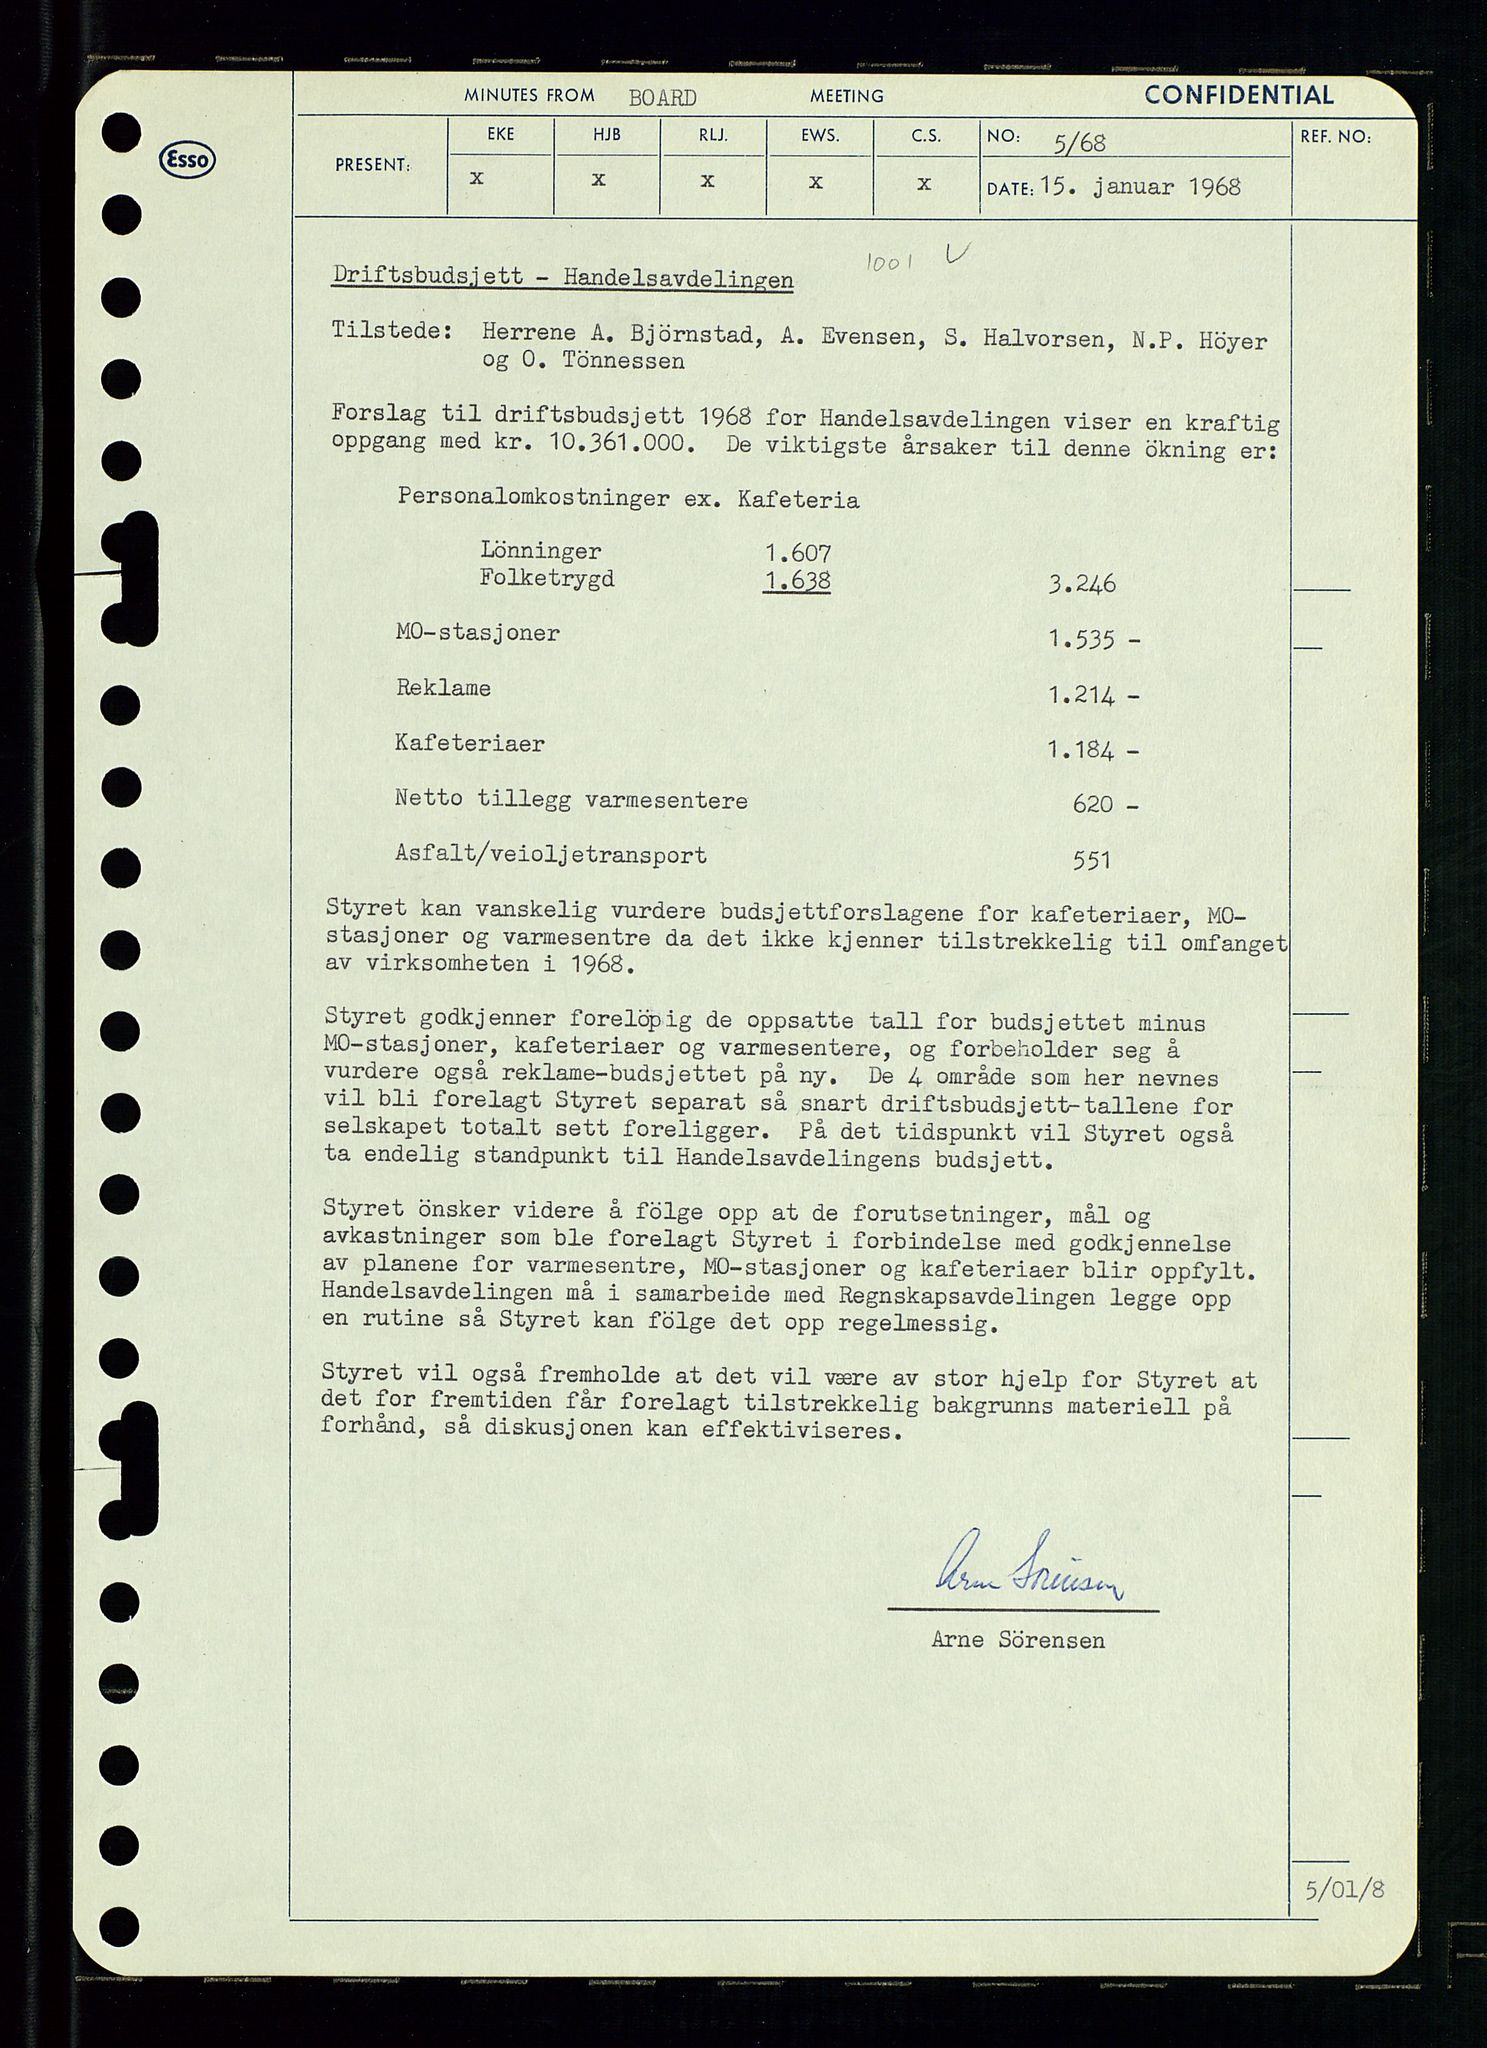 MINUTES FROM BOARD MEETING CONFIDENTIAL
Esso
PRESENT: EKE HJB RLJ. EWS. C.S. NO: 5/68 REF. NO:
x x x x x DATE: 15. januar 1968
1001 V
Driftsbudsjett - Handelsavdelingen
Tilstede: Herrene A. Björnstad, A. Evensen, S. Halvorsen, N.P. Höyer
og O. Tönnessen
Forslag til driftsbudsjett 1968 for Handelsavdelingen viser en kraftig
oppgang med kr. 10.361.000. De viktigste årsaker til denne ökning er:
Personalomkostninger ex. Kafeteria
Lönninger 1.607
Folketrygd 1.638 3.246
MO-stasjoner 1.535 -
Reklame 1.214 -
Kafeteriaer 1.184 -
Netto tillegg varmesentere 620 -
Asfalt/veioljetransport 551
Styret kan vanskelig vurdere budsjettforslagene for kafeteriaer, MO-
stasjoner og varmesentre da det ikke kjenner tilstrekkelig til omfanget
av virksomheten i 1968.
Styret godkjenner forelöpig de oppsatte tall for budsjettet minus
MO-stasjoner, kafeteriaer og varmesentere, og forbeholder seg å
vurdere også reklame-budsjettet på ny. De 4 område som her nevnes
vil bli forelagt Styret separat så snart driftsbudsjett-tallene for
selskapet totalt sett foreligger. På det tidspunkt vil Styret også
ta endelig standpunkt til Handelsavdelingens budsjett.
Styret önsker videre å fölge opp at de forutsetninger, mål og
avkastninger som ble forelagt Styret i forbindelse med godkjennelse
av planene for varmesentre, MO-stasjoner og kafeteriaer blir oppfylt.
Handelsavdelingen må i samarbeide med Regnskapsavdelingen legge opp
en rutine så Styret kan fölge det opp regelmessig.
Styret vil også fremholde at det vil være av stor hjelp for Styret at
det for fremtiden får forelagt tilstrekkelig bakgrunns materiell på
forhånd, så diskusjonen kan effektiviseres.
Arne Sörensen
Arne Sörensen
5/01/8